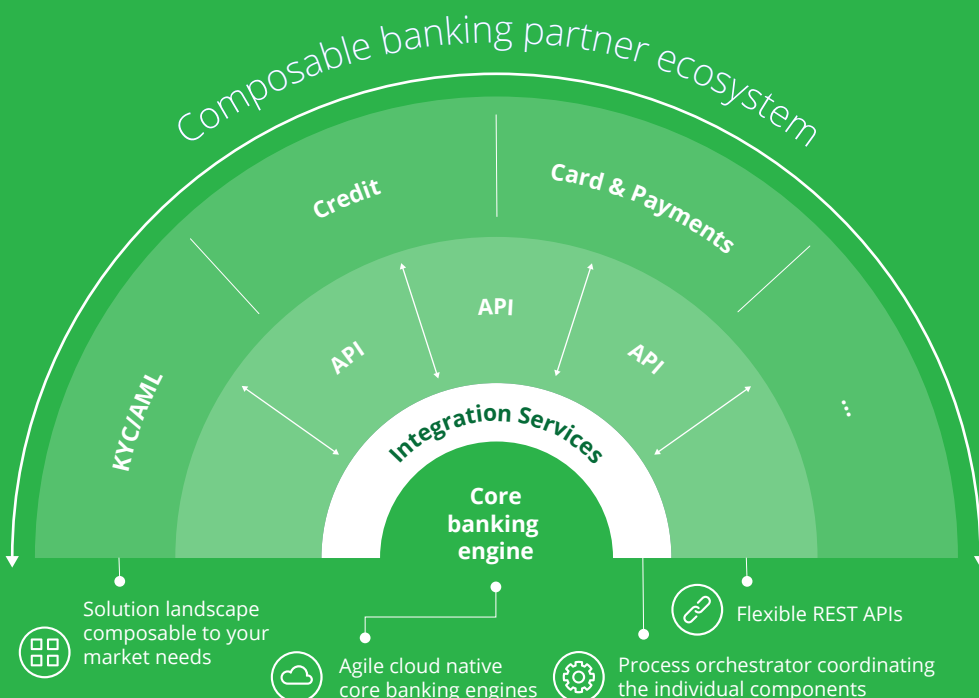 Composable banking partner ecosystem
Credit
Card & Payments
KYC/AML
...
API
API
API
Integration Services
Core
banking
engine
Solution landscape
composable to your
market needs
Agile cloud native
core banking engines
Flexible REST APIs
Process orchestrator coordinating
the individual components